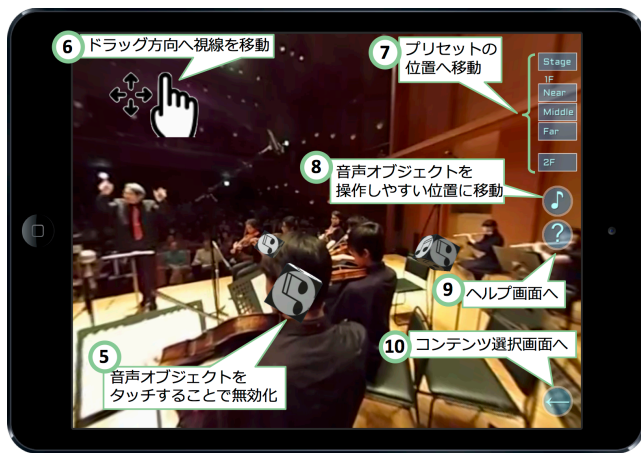 6
ドラッグ方向へ視線を移動
7
プリセットの
位置へ移動
Stage
1F
Near
Middle
Far
2F
8
音声オブジェクトを
操作しやすい位置に移動
?
9
ヘルプ画面へ
10
コンテンツ選択画面へ
5
音声オブジェクトを
タッチすることで無効化